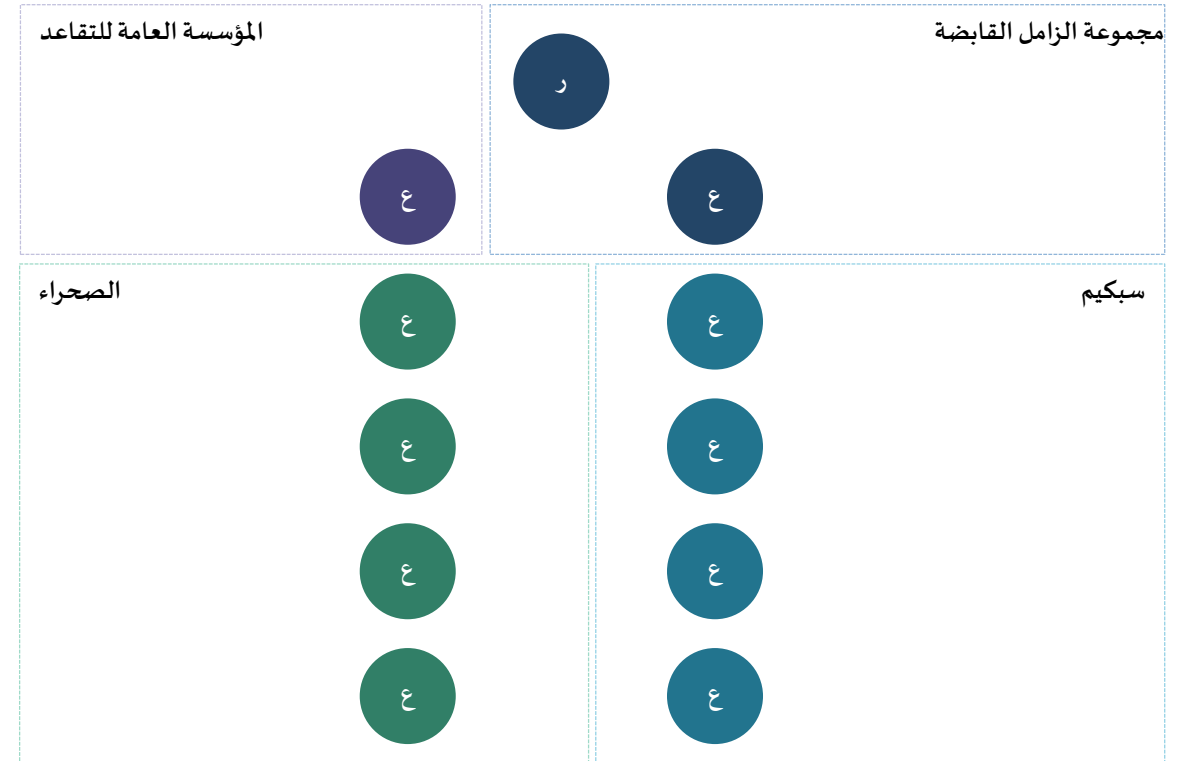 مجموعة الزامل القابضة
المؤسسة العامة للتقاعد
ر
ع
ع
سبكيم
الصحراء
ع
ع
ع
ع
ع
ع
ع
ع